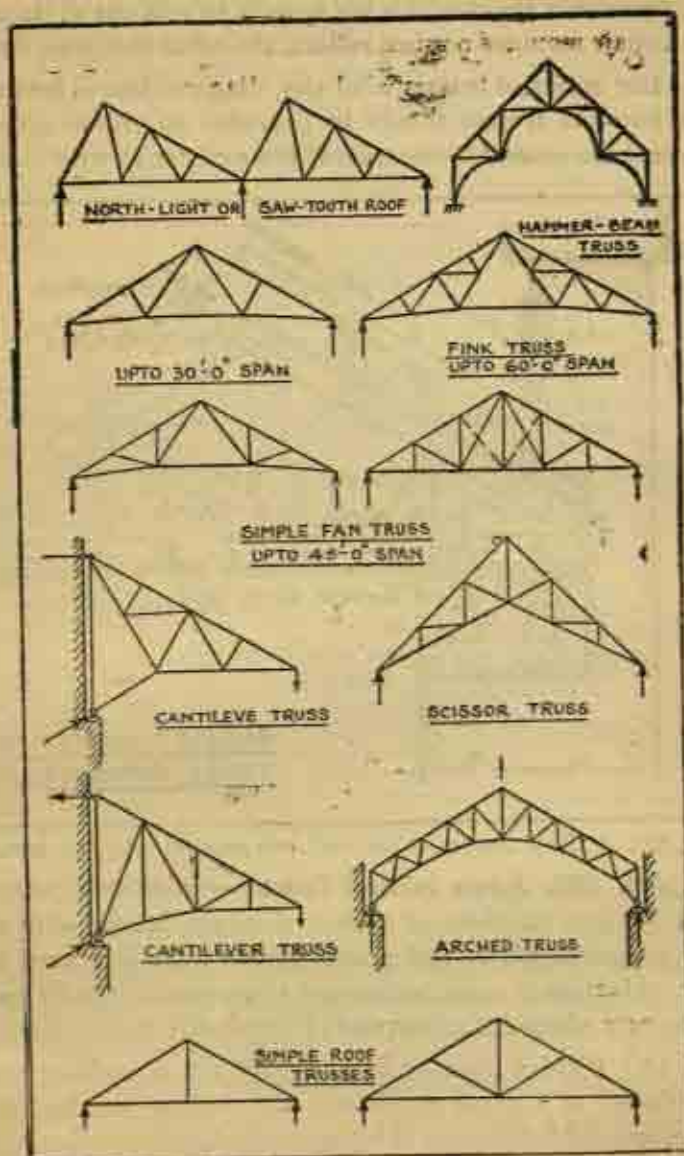 NORTH-LIGHT OR SAW-TOOTH ROOF
HAMMER-BEAM
TRUSS
UPTO 30'-0" SPAN
FINK TRUSS
UPTO 60'-0" SPAN
SIMPLE FAN TRUSS
UPTO 45'-0" SPAN
CANTILEVE TRUSS
SCISSOR TRUSS
CANTILEVER TRUSS
ARCHED TRUSS
SIMPLE ROOF
TRUSSES